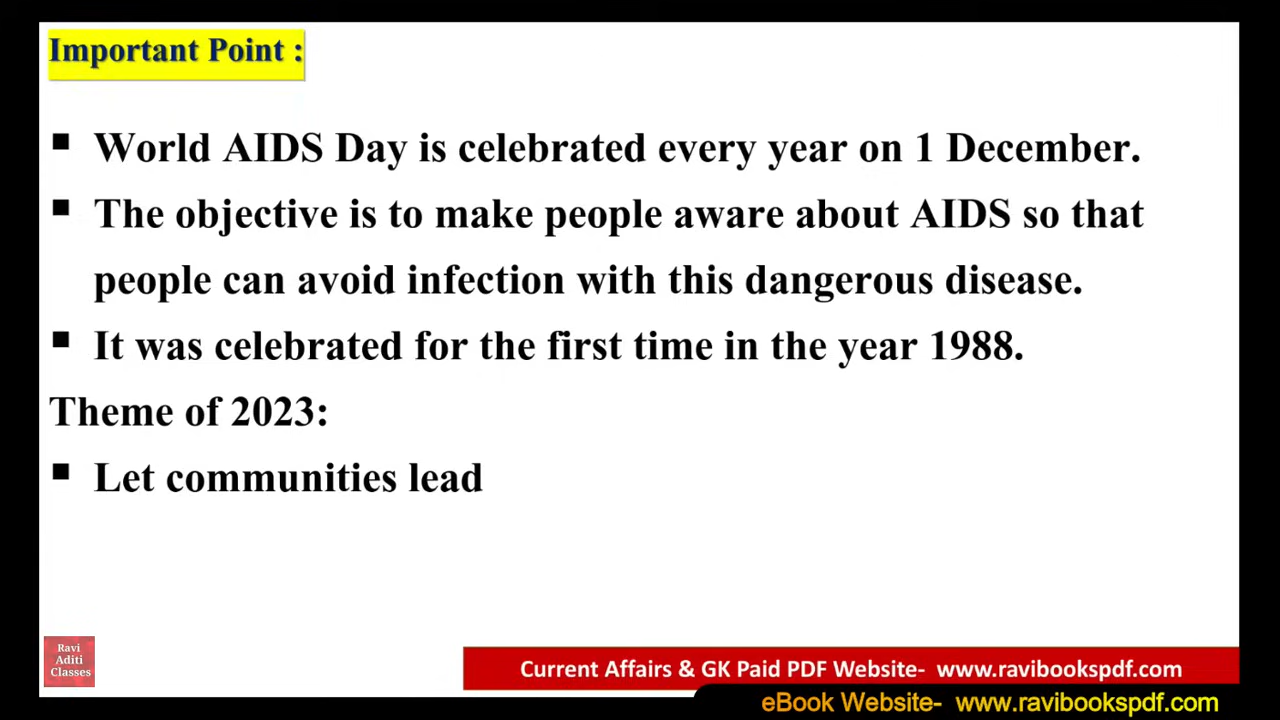 Important Point :
▪ World AIDS Day is celebrated every year on 1 December.
▪ The objective is to make people aware about AIDS so that
people can avoid infection with this dangerous disease.
▪ It was celebrated for the first time in the year 1988.
Theme of 2023:
▪ Let communities lead
Ravi
Aditi
Classes
Current Affairs & GK Paid PDF Website- www.ravibookspdf.com
eBook Website- www.ravibookspdf.com